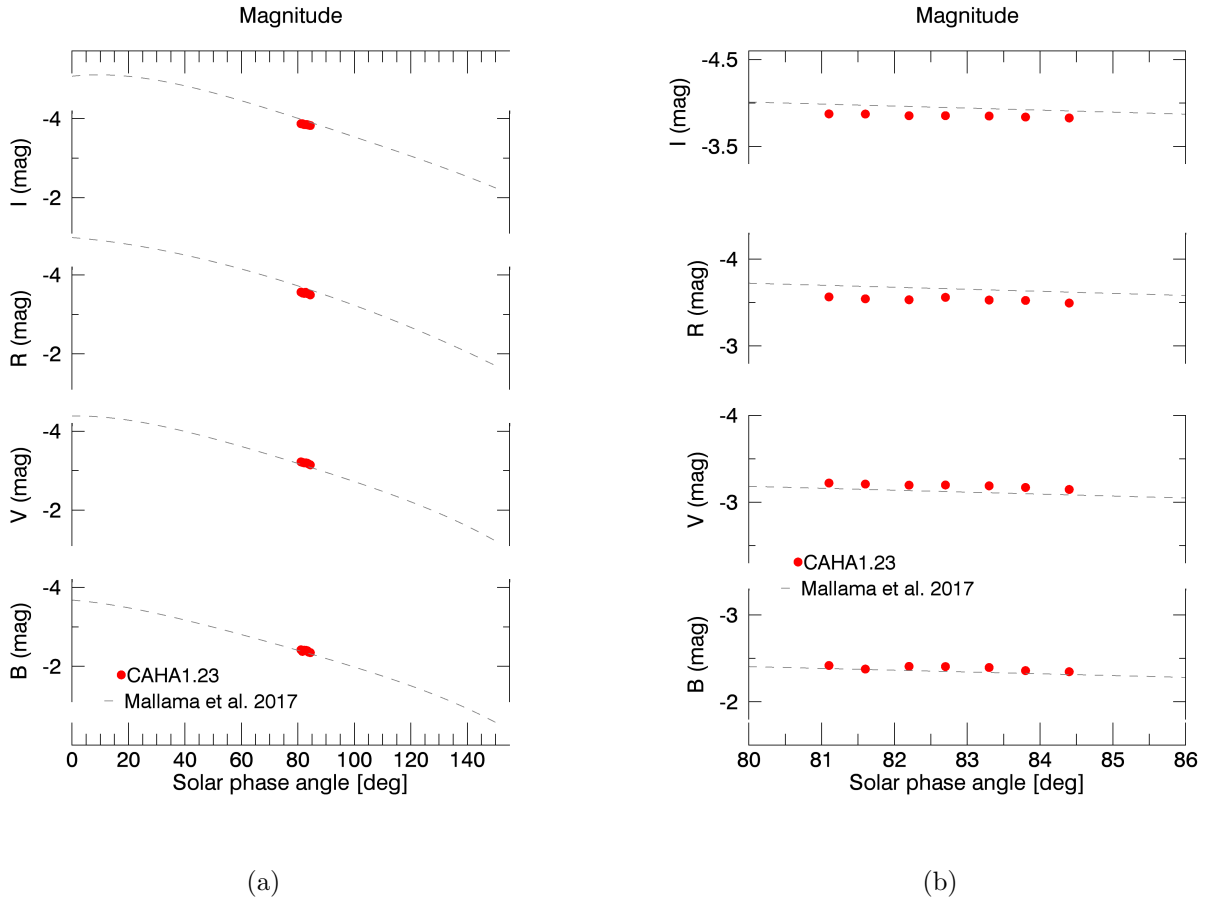 Magnitude
-4
-2
I (mag)
-4
-2
R (mag)
-4
-2
V (mag)
-4
-2
B (mag)
CAHA1.23
Mallama et al. 2017
0 20 40 60 80 100 120 140
Solar phase angle [deg]
(a)
Magnitude
-4.5
-3.5
I (mag)
-4
-3
R (mag)
-4
-3
V (mag)
CAHA1.23
Mallama et al. 2017
-3
-2
B (mag)
80 81 82 83 84 85 86
Solar phase angle [deg]
(b)